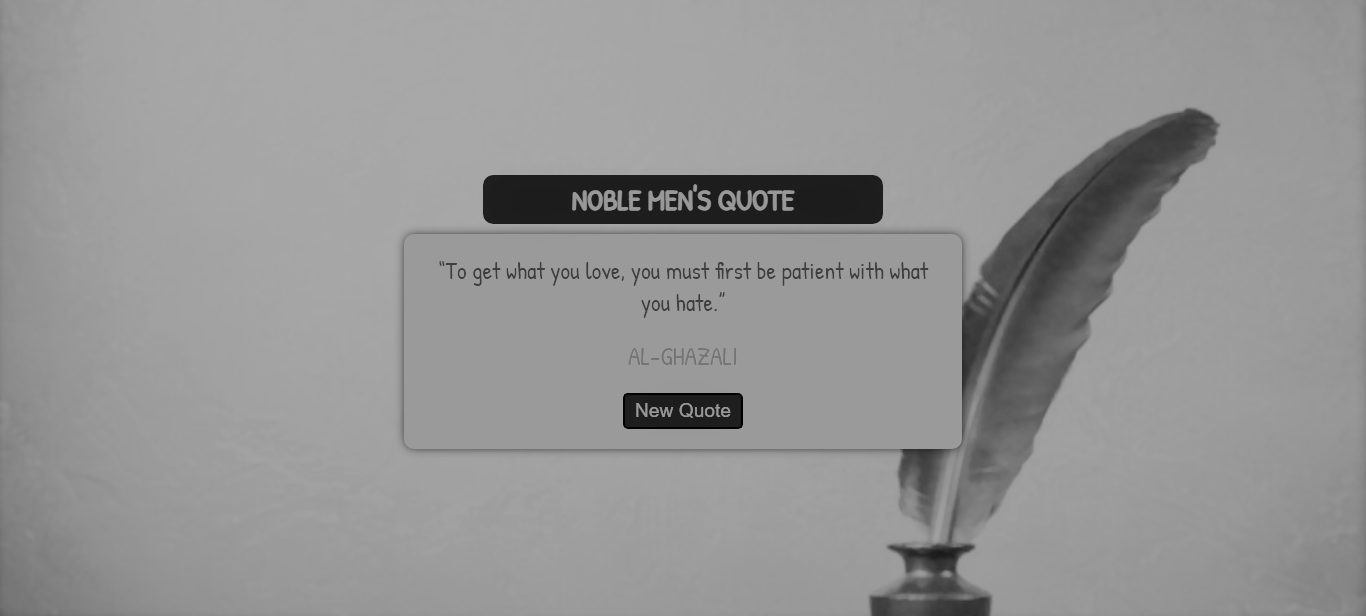 NOBLE MEN'S QUOTE
“To get what you love, you must first be patient with what
you hate.”
AL-GHAZALI
New Quote